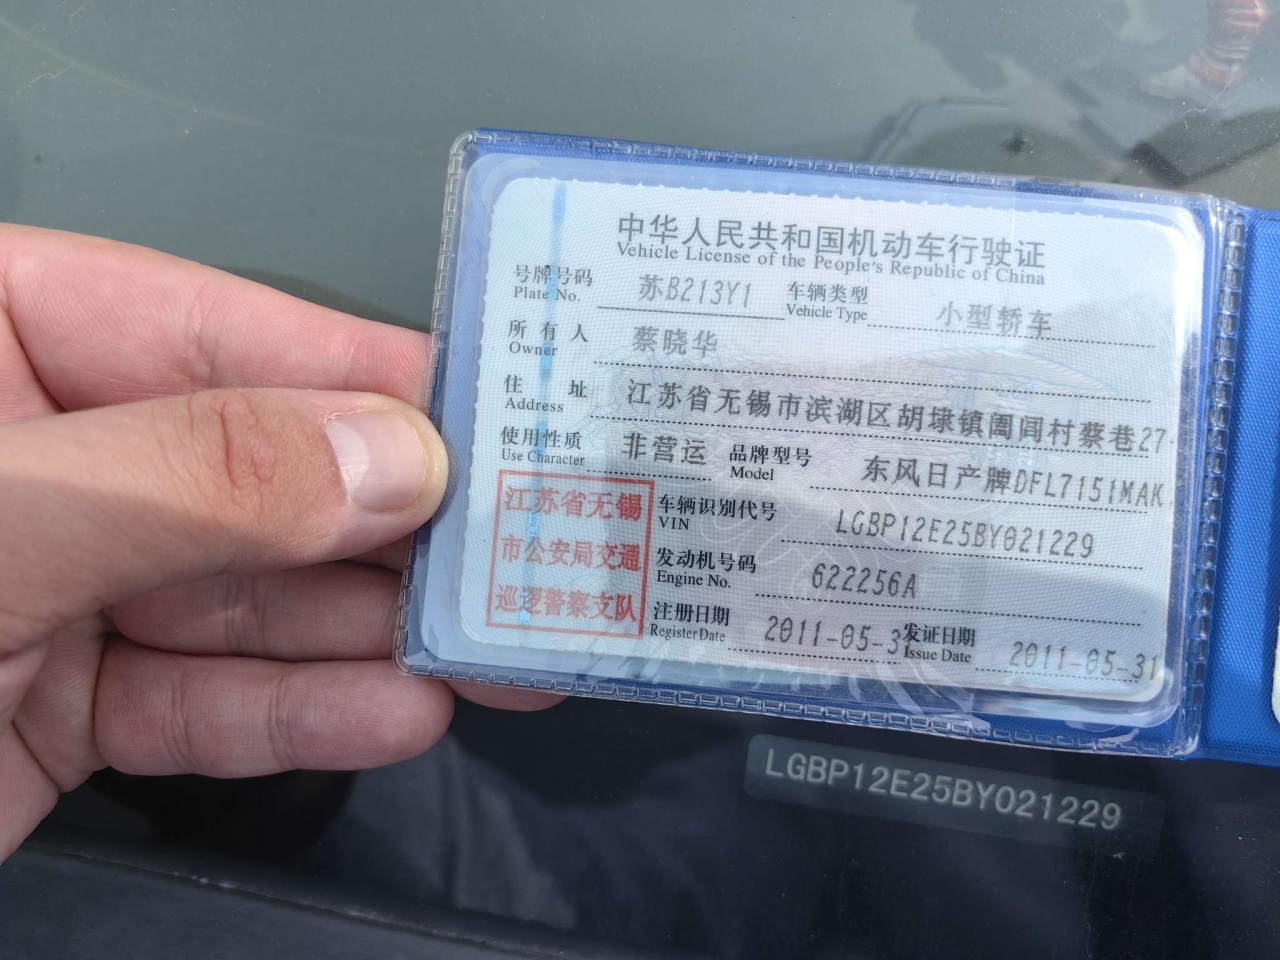 中华人民共和国机动车行驶证
Vehicle License of the People's Republic of China
号牌号码 苏B213Y1 车辆类型 小型轿车
Plate No. Vehicle Type
所有人 蔡晓华
Owner
住址 江苏省无锡市滨湖区胡埭镇阖闾村蔡巷27
Address
使用性质 非营运 品牌型号 东风日产牌DFL7151MAK
Use Character Model
江苏省无锡
市公安局交通
巡逻警察支队
车辆识别代号 LGBP12E25BY021229
VIN
发动机号码 622256A
Engine No.
注册日期 2011-05-3 发证日期 2011-05-31
Register Date Issue Date
LGBP12E25BY021229